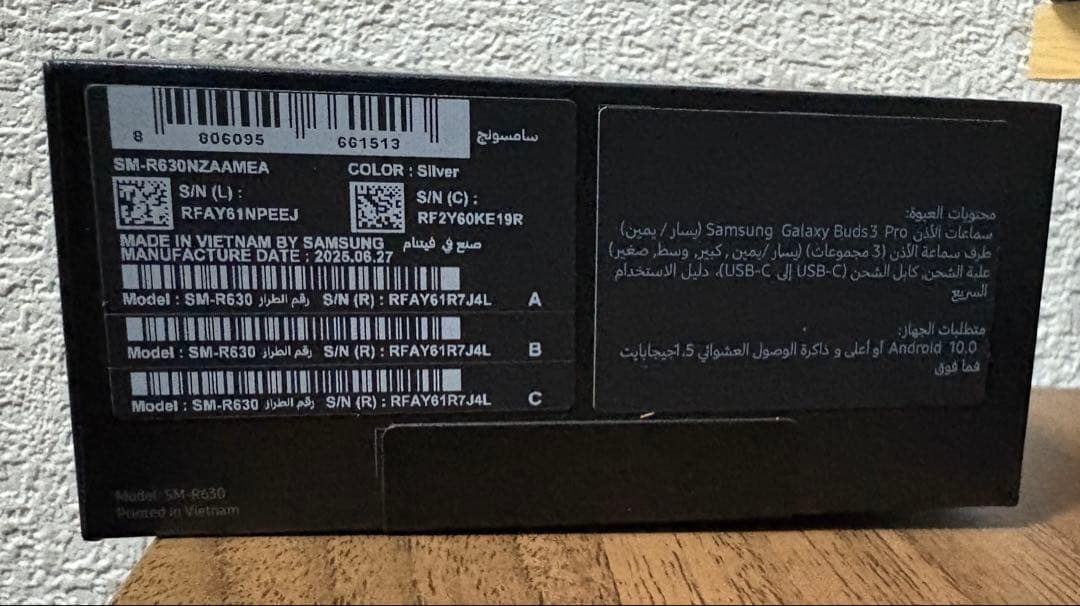 8 806095 661513
سامسونج
SM-R630NZAAMEA COLOR : Silver
S/N (L) :
RFAY61NPEEJ
S/N (C) :
RF2Y60KE19R
MADE IN VIETNAM BY SAMSUNG صنع في فيتنام
MANUFACTURE DATE : 2025.06.27
Model : SM-R630 رقم الطراز S/N (R) : RFAY61R7J4L A
Model : SM-R630 رقم الطراز S/N (R) : RFAY61R7J4L B
Model : SM-R630 رقم الطراز S/N (R) : RFAY61R7J4L C
Model: SM-R630
Printed in Vietnam
محتويات العبوة:
سماعات الأذن Samsung Galaxy Buds3 Pro (يسار / يمين)
طرف سماعة الأذن (3 مجموعات) (يسار /يمين , كبير, وسط, صغير)
علبة الشحن, كابل الشحن (USB-C إلى USB-C), دليل الاستخدام
السريع
متطلبات الجهاز:
Android 10.0 أو أعلى و ذاكرة الوصول العشوائي 1.5جيجابايت
فما فوق